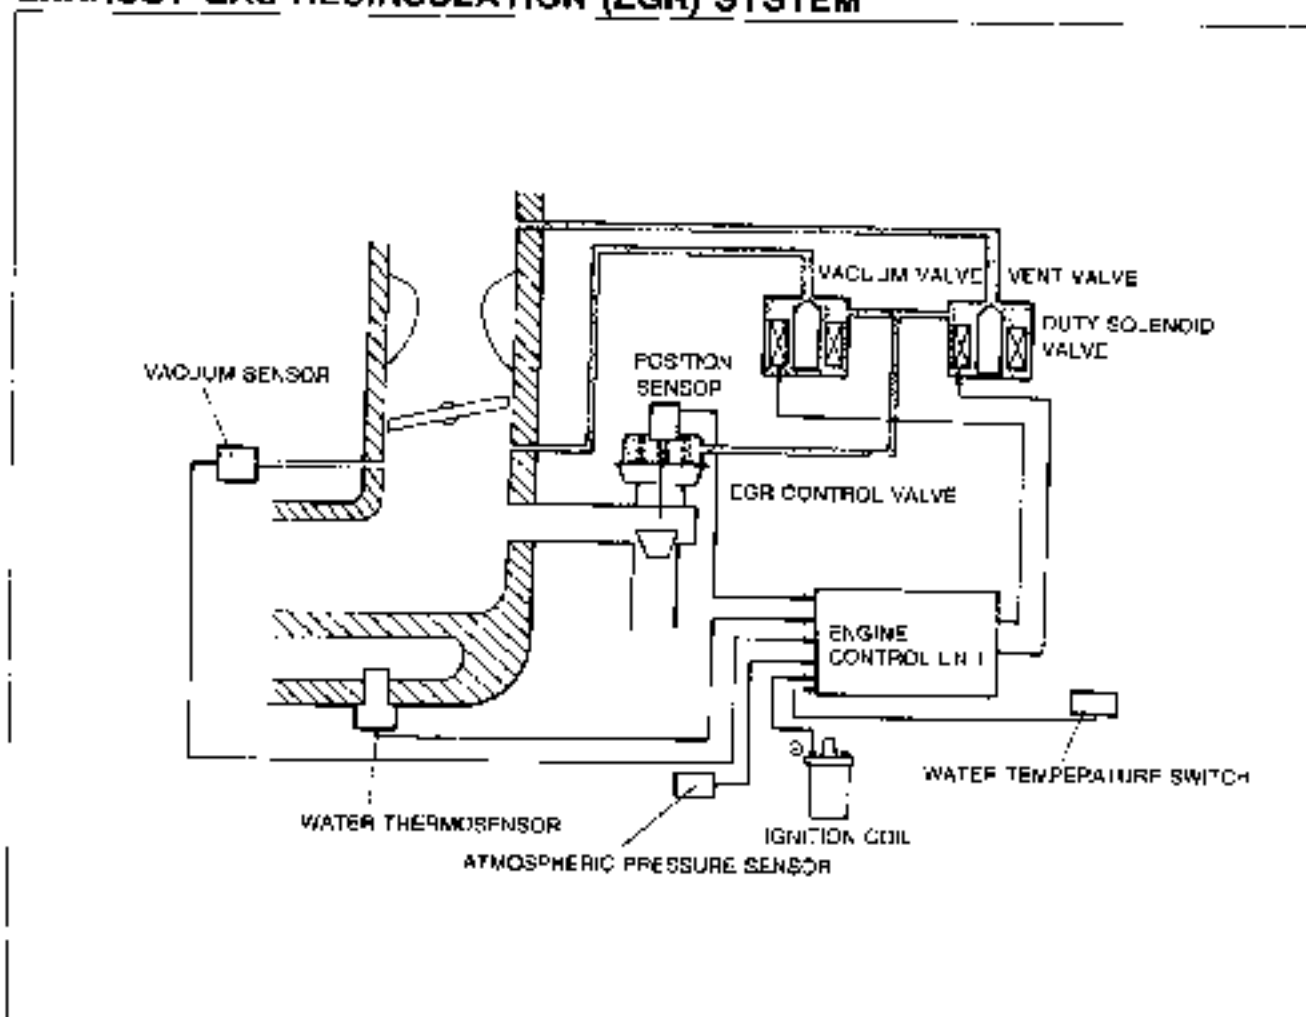 EXHAUST GAS RECIRCULATION (EGR) SYSTEM
VACUUM VALVE
VENT VALVE
DUTY SOLENOID
VALVE
POSITION
SENSOR
VACUUM SENSOR
EGR CONTROL VALVE
ENGINE
CONTROL UNIT
WATER TEMPERATURE SWITCH
WATER THERMOSENSOR
IGNITION COIL
ATMOSPHERIC PRESSURE SENSOR